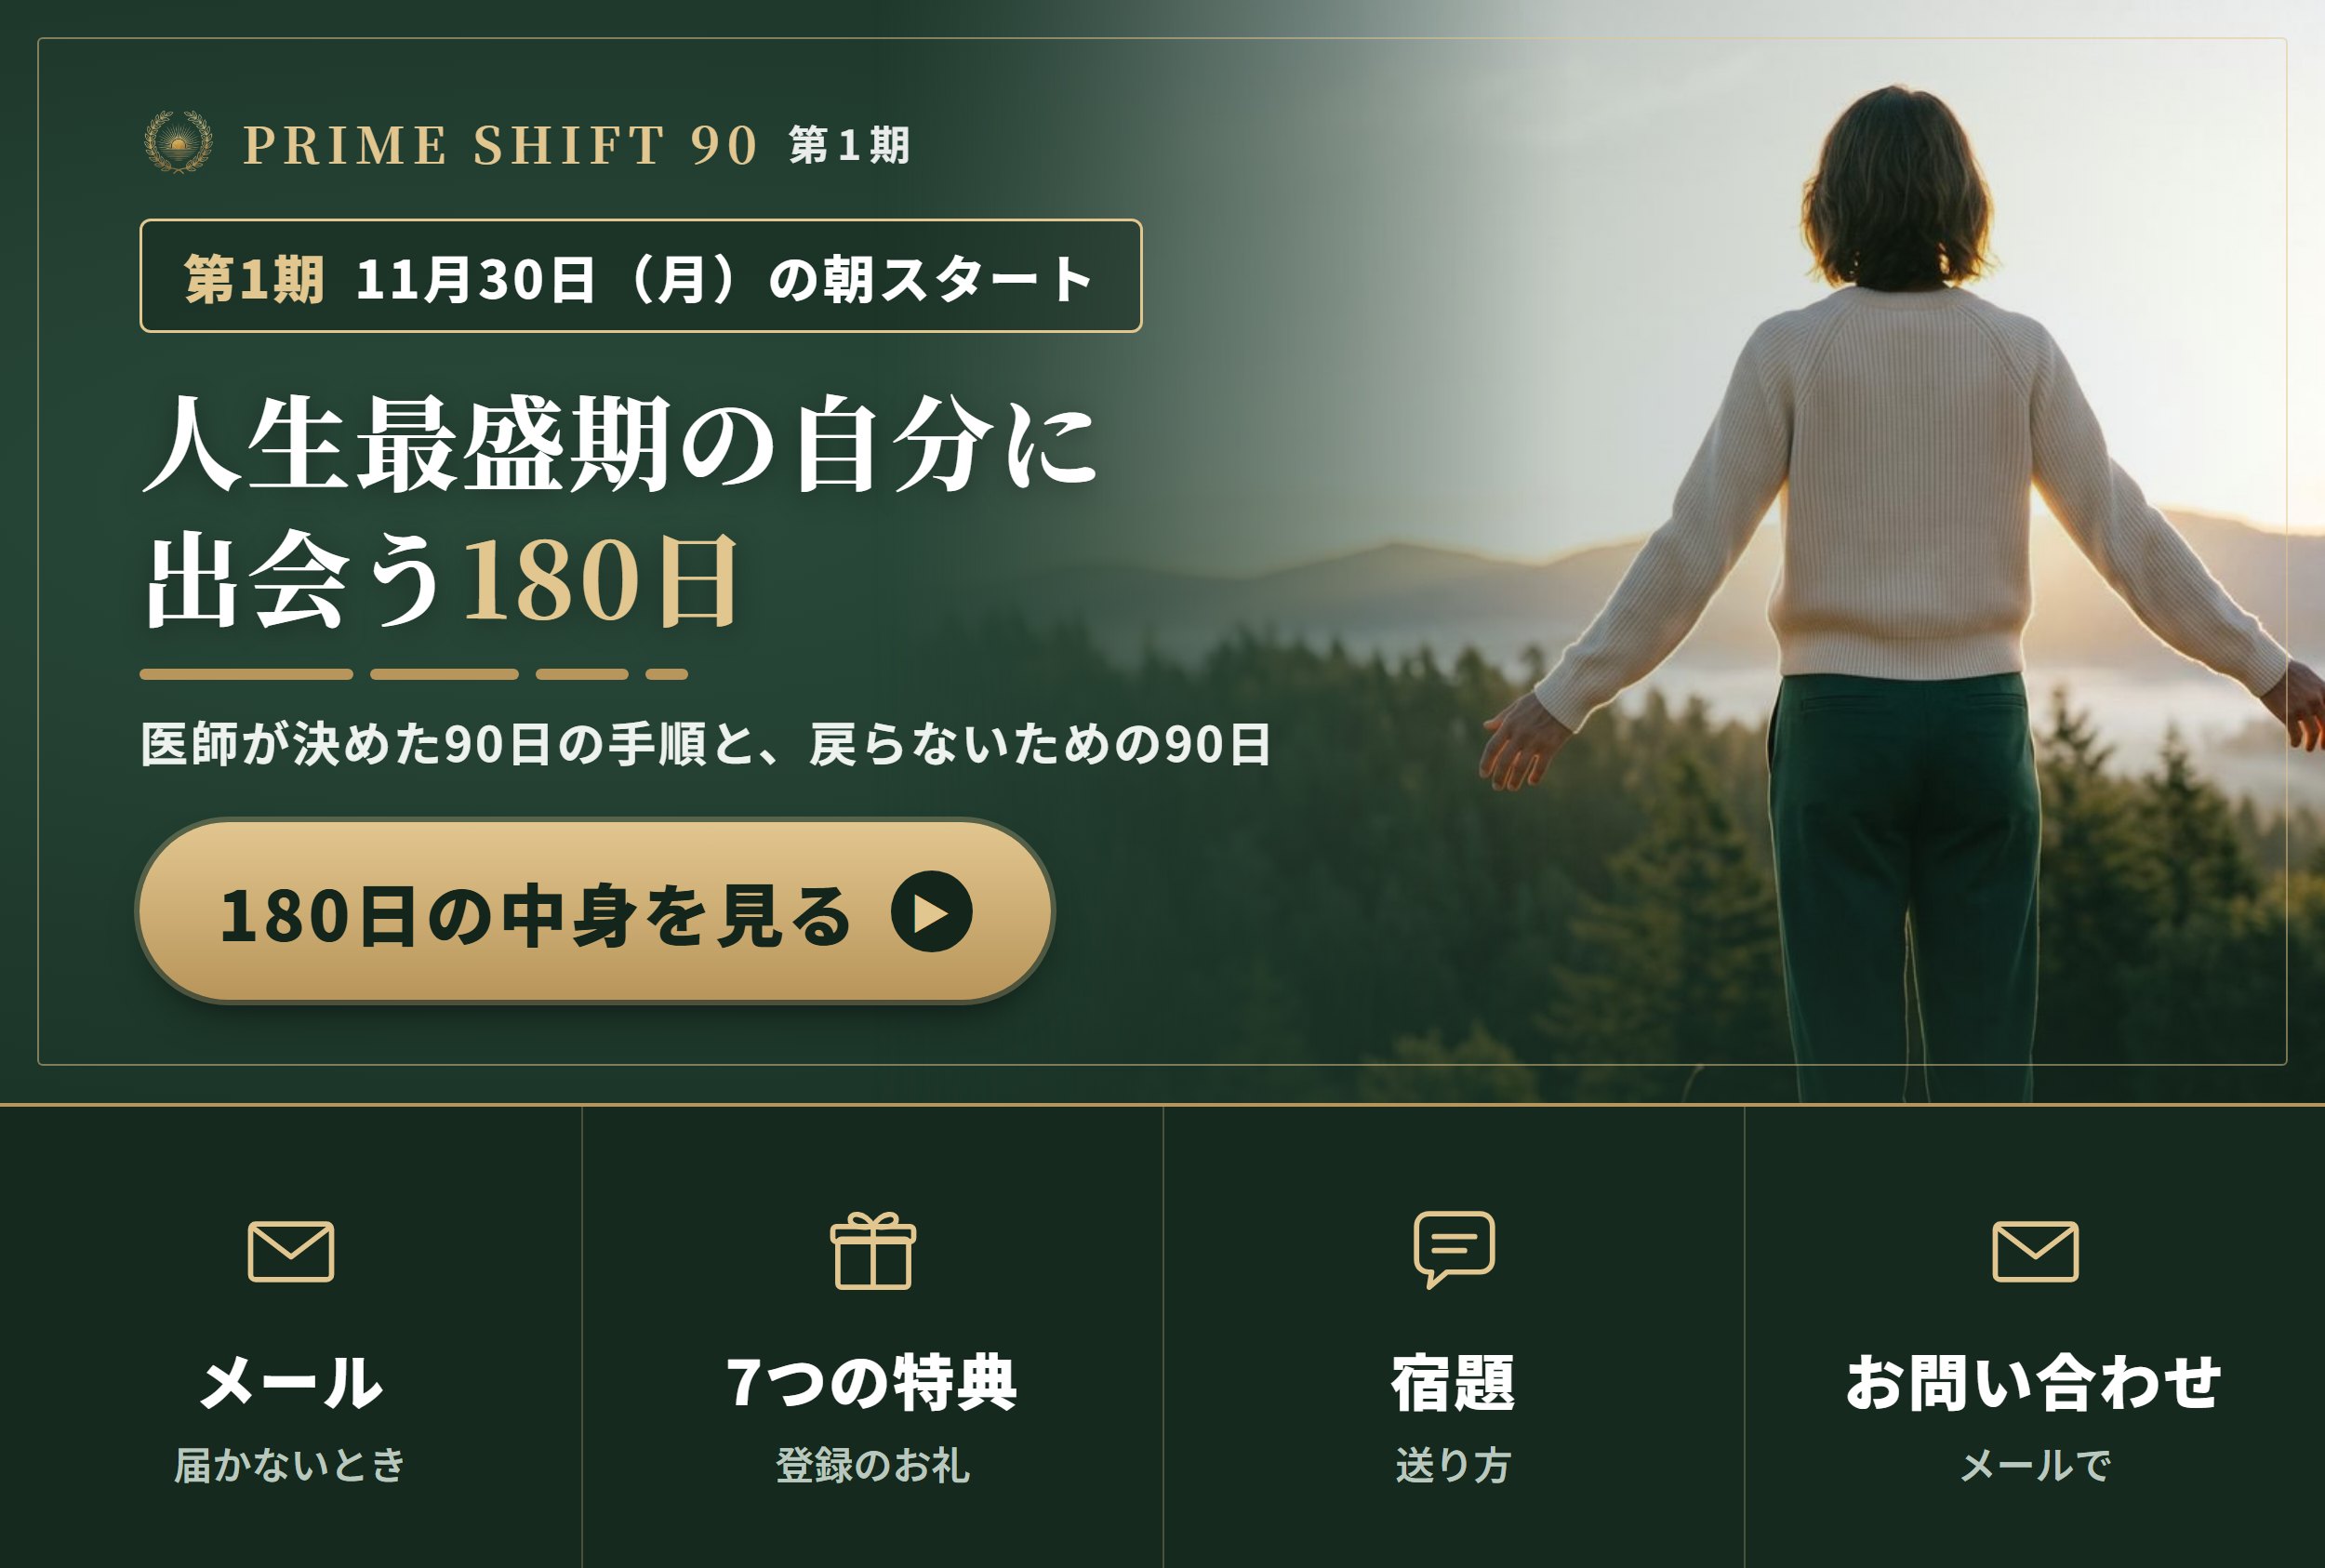 PRIME SHIFT 90 第1期
第1期 11月30日（月）の朝スタート
人生最盛期の自分に
出会う180日
医師が決めた90日の手順と、戻らないための90日
180日の中身を見る
メール
届かないとき
7つの特典
登録のお礼
宿題
送り方
お問い合わせ
メールで